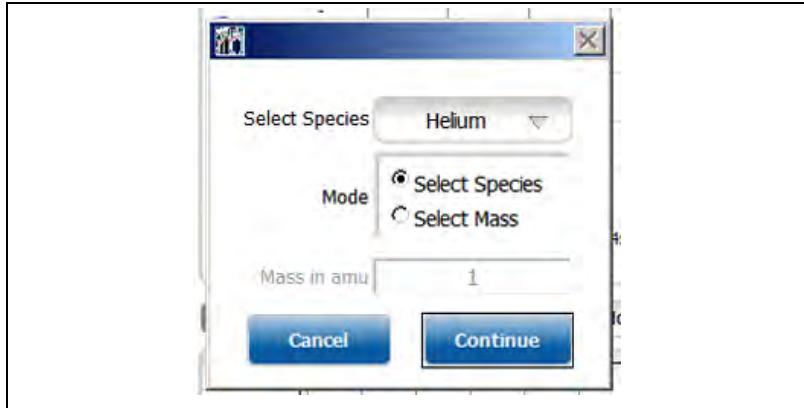 Select Species Helium
Mode
Select Species
Select Mass
Mass in amu 1
Cancel Continue